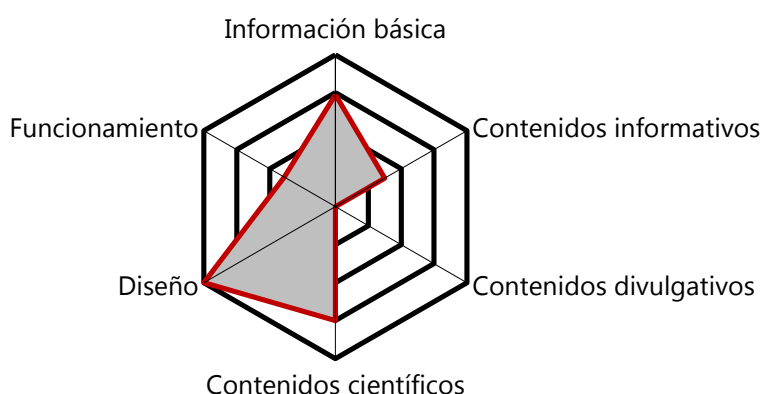 Información básica
Funcionamiento
Contenidos informativos
Diseño
Contenidos divulgativos
Contenidos científicos